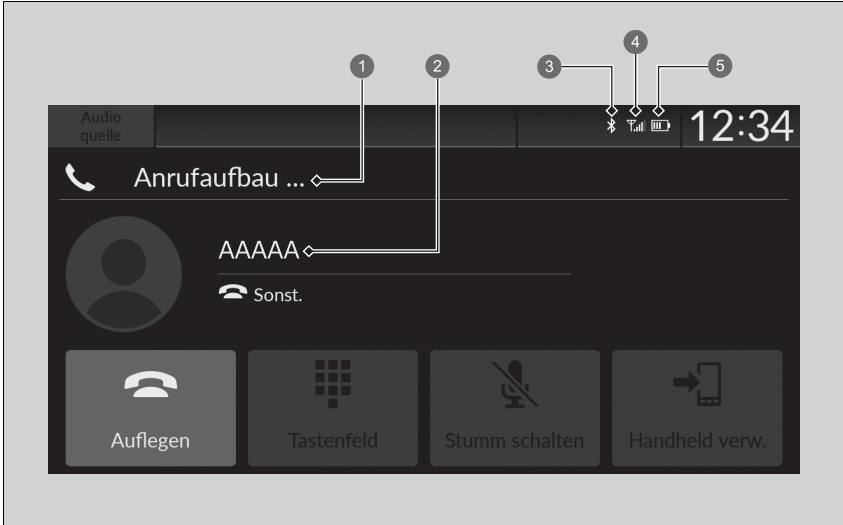 1 2 3 4 5
Audio
quelle
12:34
Anrufaufbau ...
AAAAA
Sonst.
Auflegen Tastenfeld Stumm schalten Handheld verw.